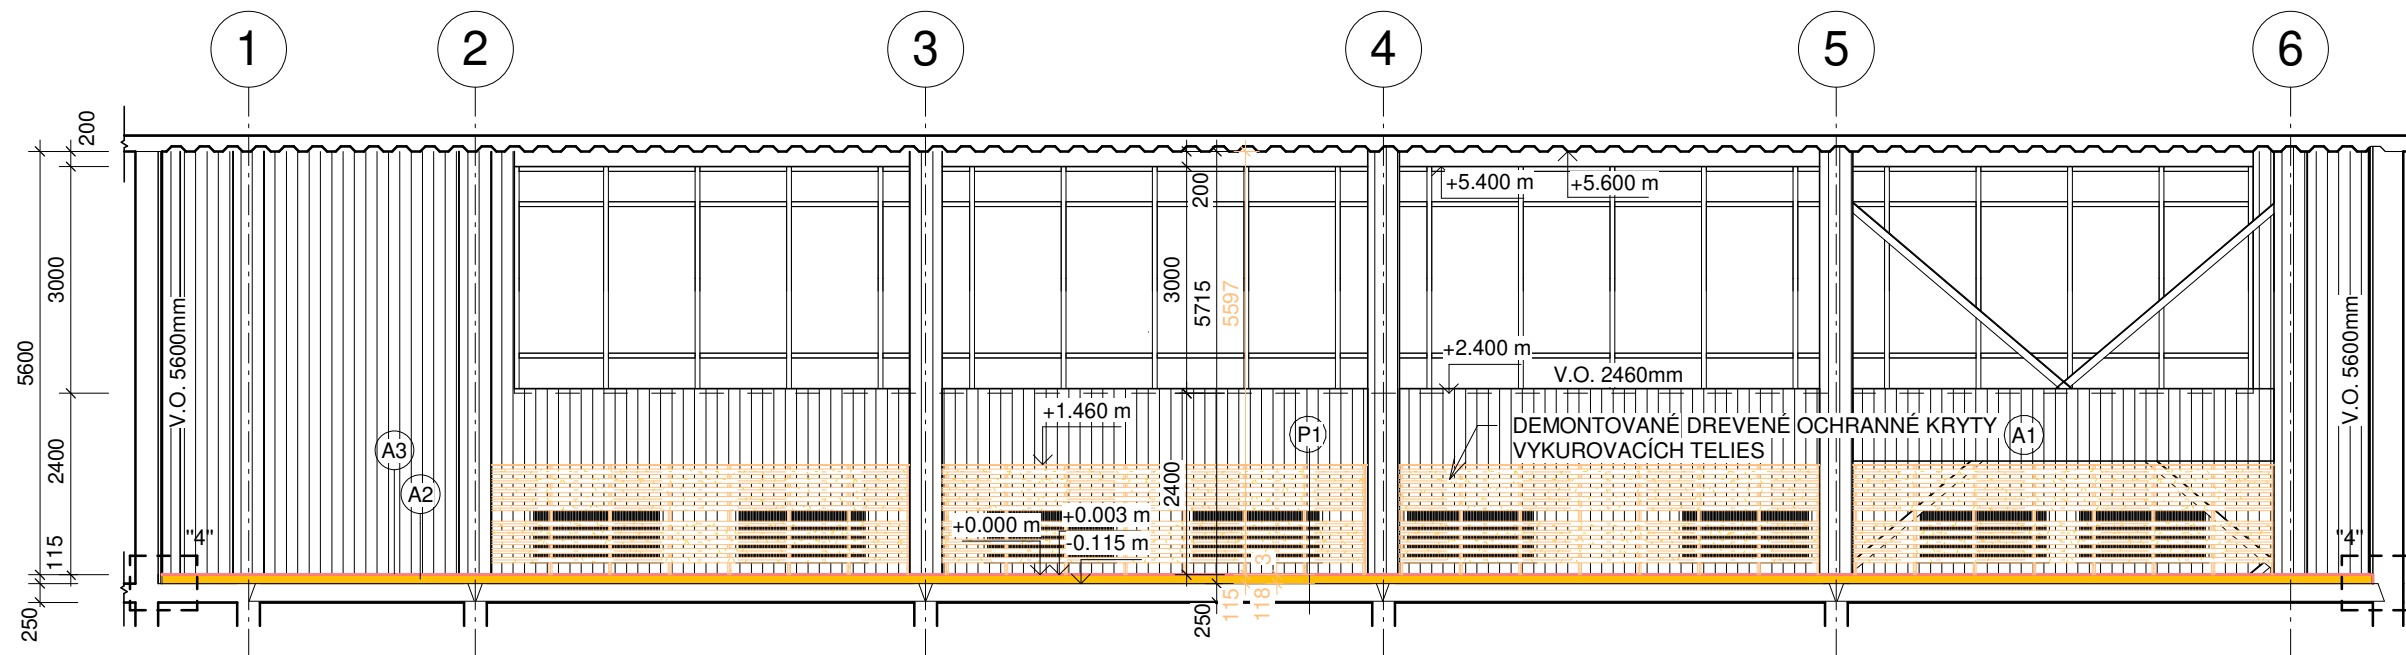 1 2 3 4 5 6
200
5600
3000
2400
115
250
V.O. 5600mm
"4"
A3
A2
+0.000 m
+0.003 m
-0.115 m
+1.460 m
200
3000
5715
5597
2400
250
115
118
3
P1
+5.400 m
+5.600 m
+2.400 m
V.O. 2460mm
DEMONTOVANÉ DREVENÉ OCHRANNÉ KRYTY
VYKUROVACÍCH TELIES
A1
V.O. 5600mm
"4"